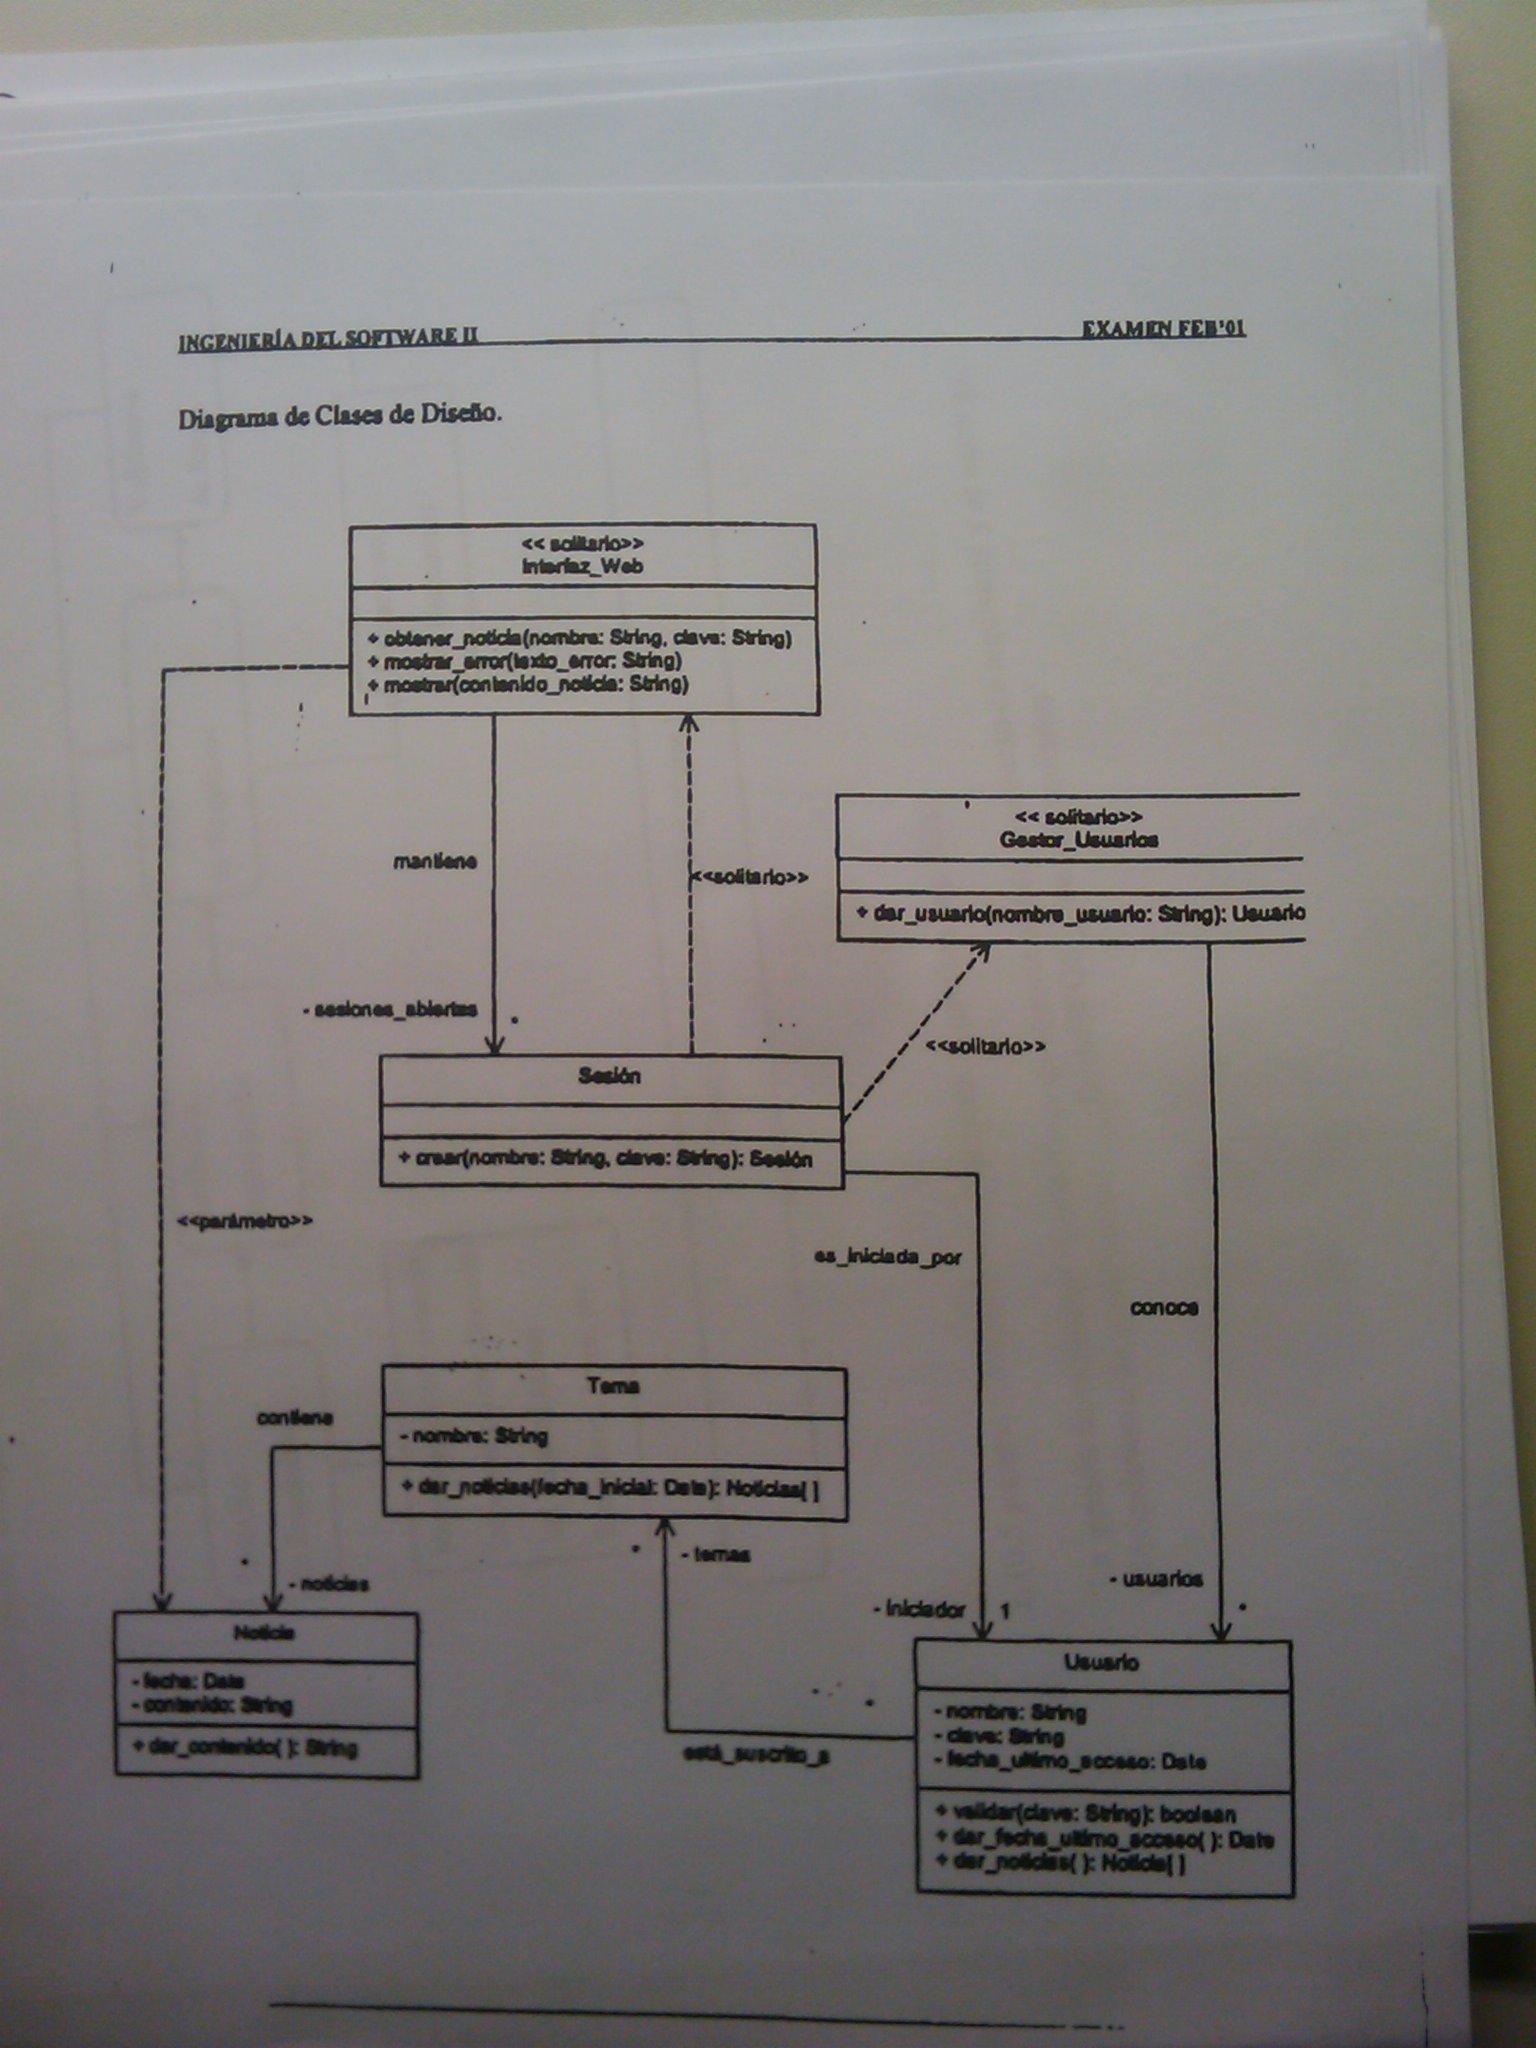 INGENIERÍA DEL SOFTWARE II
EXAMEN FEB'01
Diagrama de Clases de Diseño.
<< solitario>>
Interfaz_Web
+ obtener_noticia(nombre: String, clave: String)
+ mostrar_error(texto_error: String)
+ mostrar(contenido_noticia: String)
<< solitario>>
Gestor_Usuarios
+ dar_usuario(nombre_usuario: String): Usuario
mantiene
<<solitario>>
- sesiones_abiertas
*
<<solitario>>
Sesión
+ crear(nombre: String, clave: String): Sesión
<<parámetro>>
es_iniciada_por
conoce
Tema
- nombre: String
+ dar_noticias(fecha_inicial: Date): Noticias[ ]
contiene
*
- noticias
*
- temas
- iniciador
1
- usuarios
*
Noticia
- fecha: Date
- contenido: String
+ dar_contenido( ): String
*
está_suscrito_a
Usuario
- nombre: String
- clave: String
- fecha_ultimo_acceso: Date
+ validar(clave: String): boolean
+ dar_fecha_ultimo_acceso( ): Date
+ dar_noticias( ): Noticia[ ]